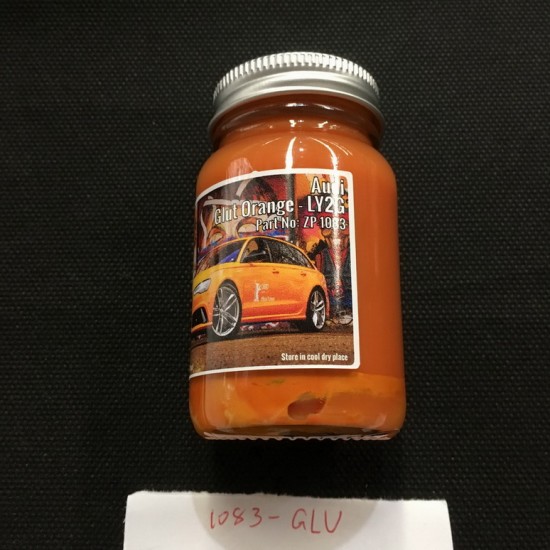 Audi
Glut Orange - LY2G
Part No: ZP 1083
Store in cool dry place
1083-GLU